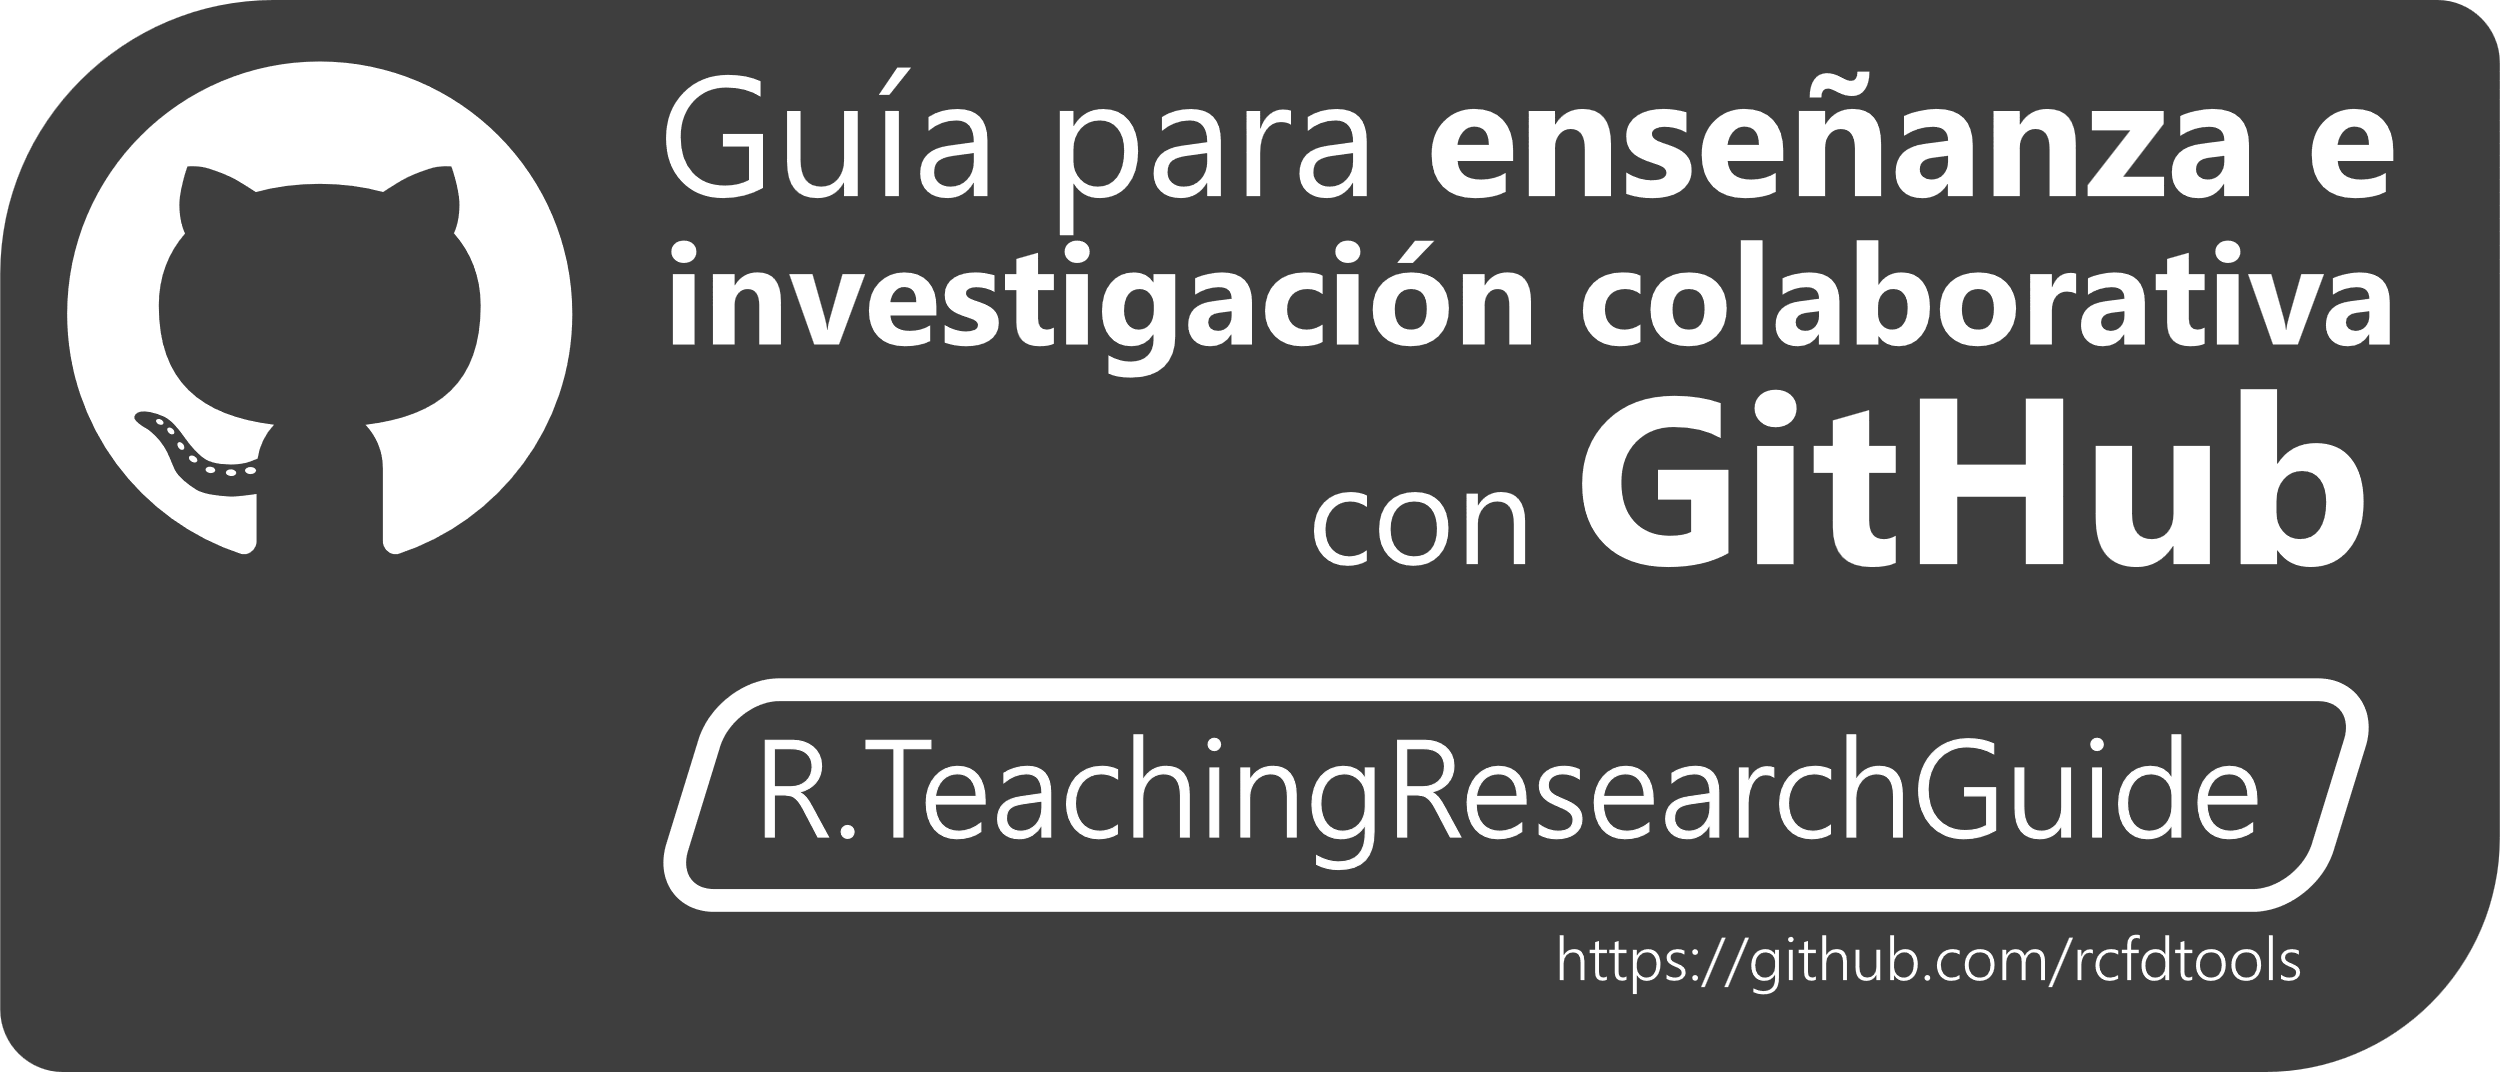 Guía para enseñanza e
investigación colaborativa
con GitHub
R.TeachingResearchGuide
https://github.com/rcfdtools